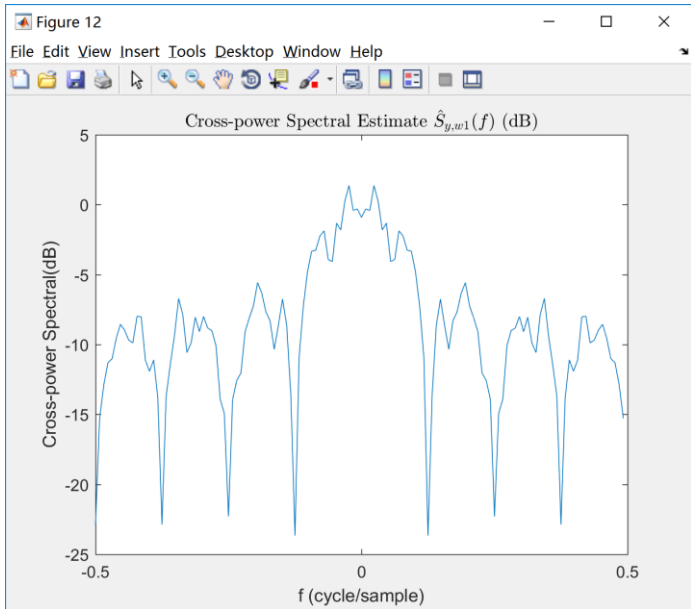 Figure 12
File Edit View Insert Tools Desktop Window Help
Cross-power Spectral Estimate $\hat{S}_{y,w1}(f)$ (dB)
5
0
-5
-10
-15
-20
-25
Cross-power Spectral(dB)
-0.5 0 0.5
f (cycle/sample)